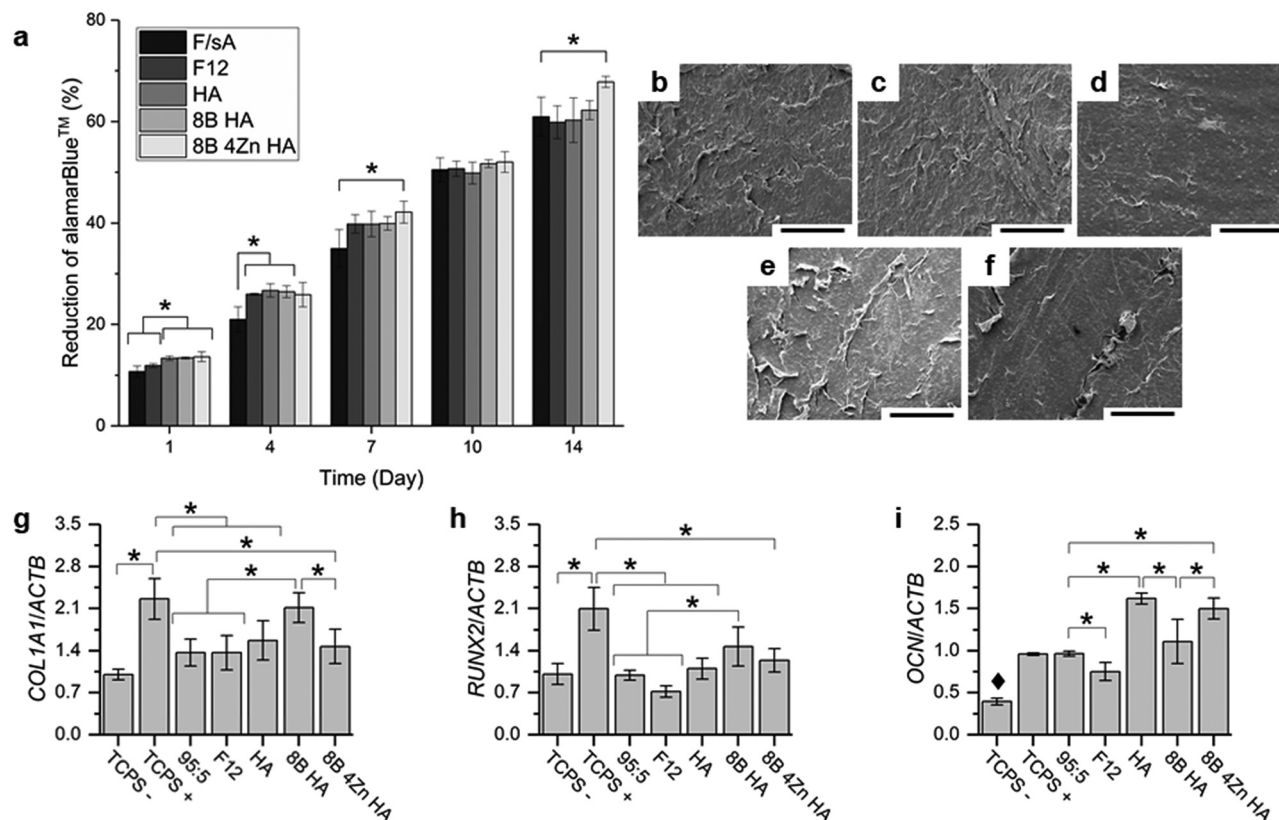 a
Reduction of alamarBlue™ (%)
80
60
40
20
0
F/sA
F12
HA
8B HA
8B 4Zn HA
*
*
*
*
1
4
7
10
14
Time (Day)
b
c
d
e
f
g
COL1A1/ACTB
3.5
2.8
2.1
1.4
0.7
0.0
*
*
*
*
*
TCPS -
TCPS +
95:5
F12
HA
8B HA
8B 4Zn HA
h
RUNX2/ACTB
3.5
2.8
2.1
1.4
0.7
0.0
*
*
*
*
TCPS -
TCPS +
95:5
F12
HA
8B HA
8B 4Zn HA
i
OCN/ACTB
2.5
2.0
1.5
1.0
0.5
0.0
*
*
*
*
*
♦
TCPS -
TCPS +
95:5
F12
HA
8B HA
8B 4Zn HA